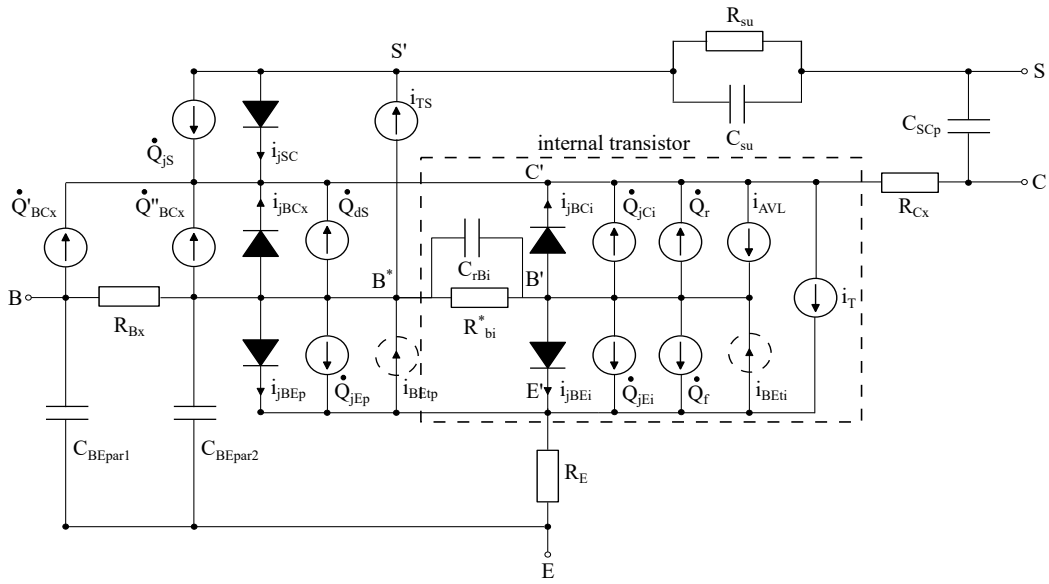 R_su
S'
S
i_TS
C_su
C_SCp
Q̇_jS
i_jSC
internal transistor
C'
C
Q̇'_BCx
Q̇''_BCx
i_jBCx
Q̇_dS
i_jBCi
Q̇_jCi
Q̇_r
i_AVL
R_Cx
C_rBi
B
B*
B'
R_Bx
R*_bi
i_T
i_jBEp
Q̇_jEp
i_BEtp
E'
i_jBEi
Q̇_jEi
Q̇_f
i_BEti
C_BEpar1
C_BEpar2
R_E
E